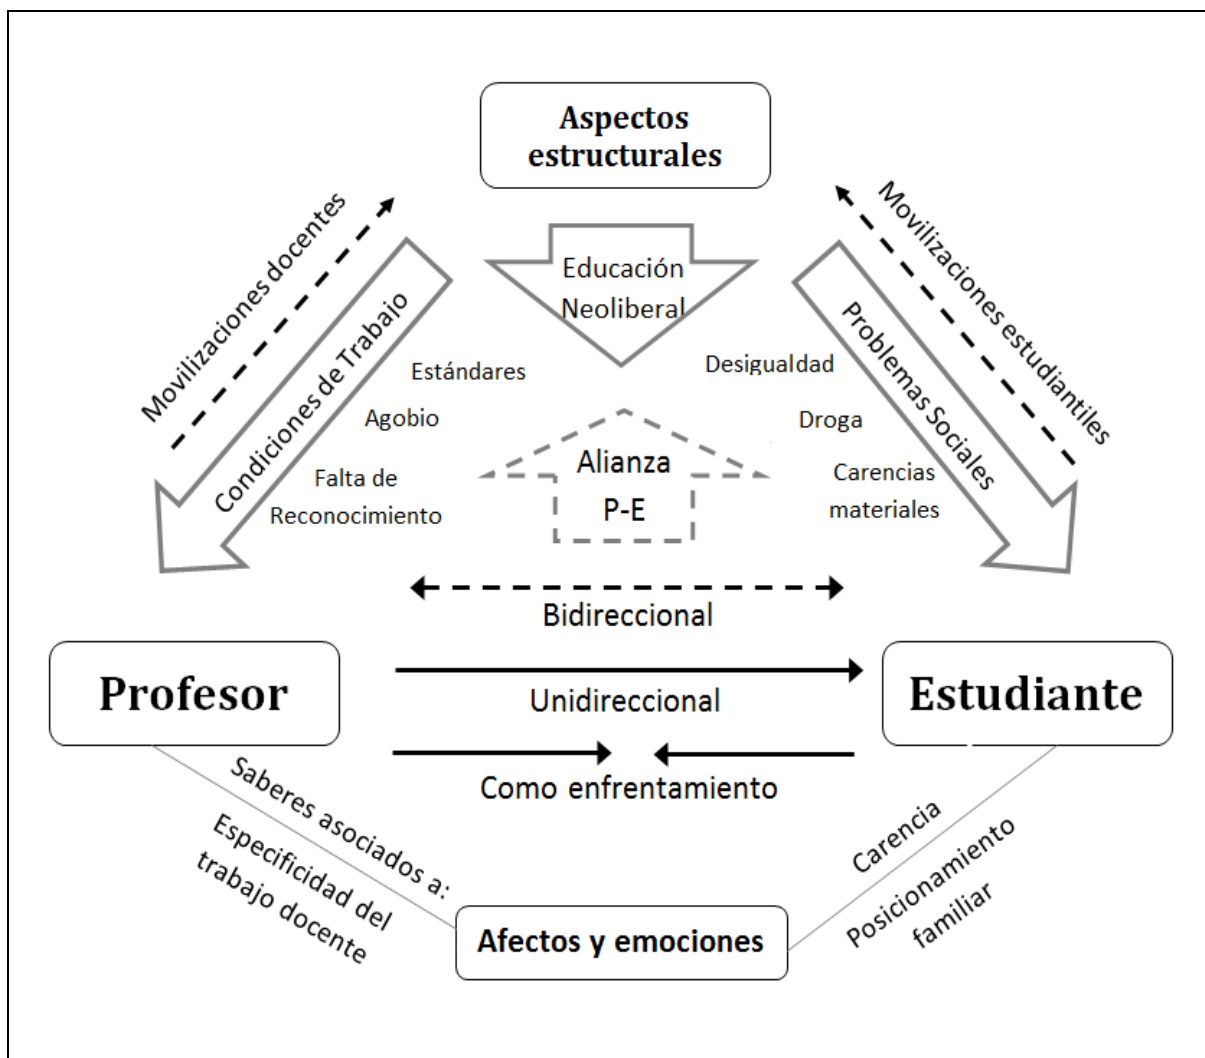 Aspectos
estructurales
Movilizaciones docentes
Condiciones de Trabajo
Educación
Neoliberal
Problemas Sociales
Movilizaciones estudiantiles
Estándares
Agobio
Falta de
Reconocimiento
Desigualdad
Droga
Carencias
materiales
Alianza
P-E
Bidireccional
Profesor
Unidireccional
Estudiante
Como enfrentamiento
Saberes asociados a:
Especificidad del
trabajo docente
Carencia
Posicionamiento
familiar
Afectos y emociones